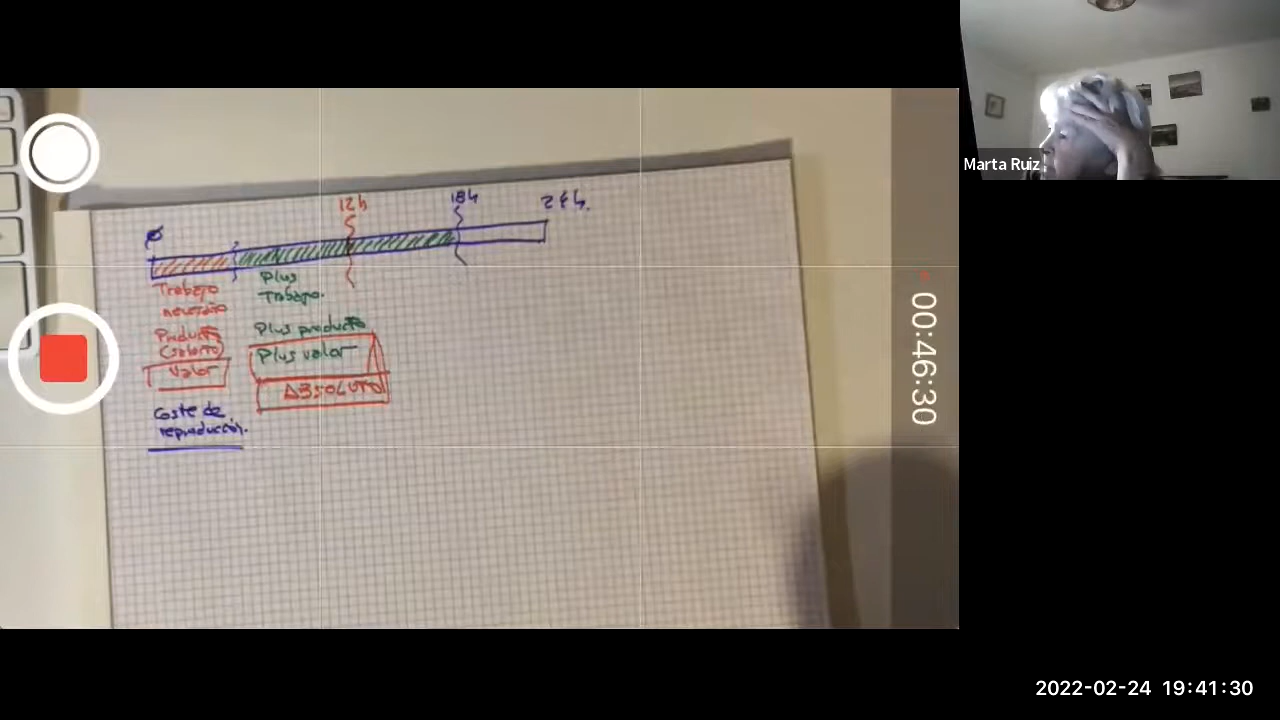 Marta Ruiz
12h
18h
24h.
Ø
Trabajo
necesario
Plus
Trabajo.
Producto
(salario)
Valor
Plus producto
Plus valor
ABSOLUTO
Coste de
reproducción.
00:46:30
2022-02-24 19:41:30